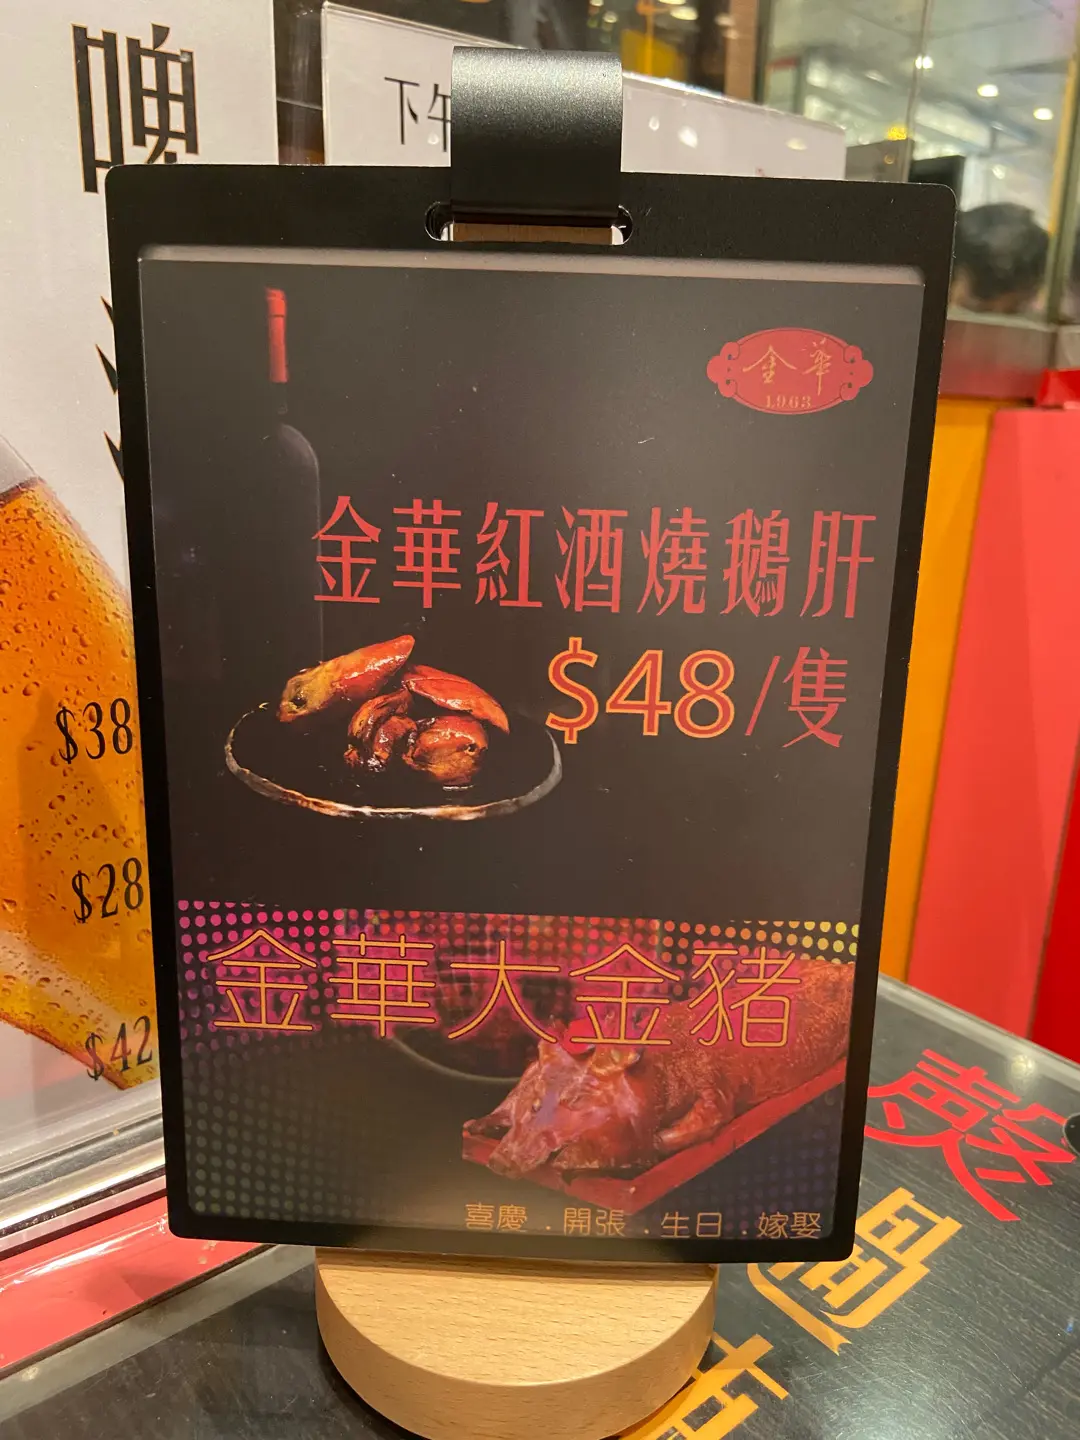 啤
下午
金華
1963
金華紅酒燒鵝肝
$48/隻
$38
$28
$42
金華大金豬
喜慶.開張.生日.嫁娶